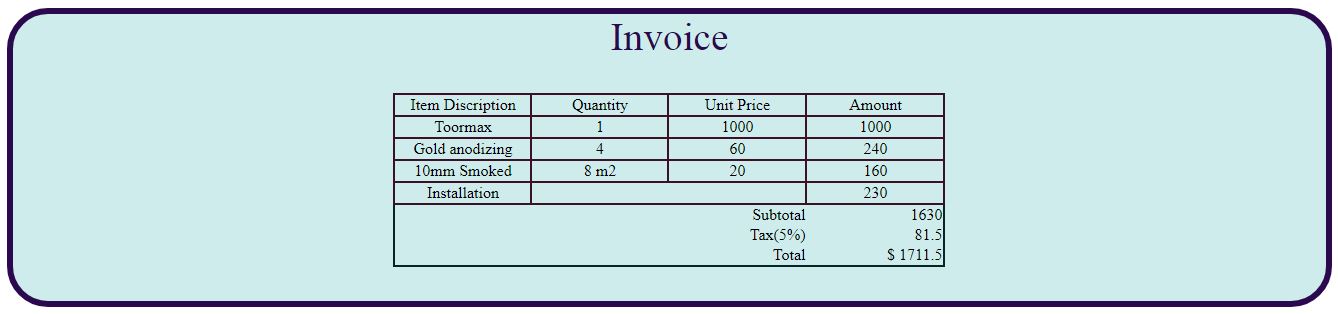 Invoice
Item Discription Quantity Unit Price Amount
Toormax 1 1000 1000
Gold anodizing 4 60 240
10mm Smoked 8 m2 20 160
Installation 230
Subtotal 1630
Tax(5%) 81.5
Total $ 1711.5